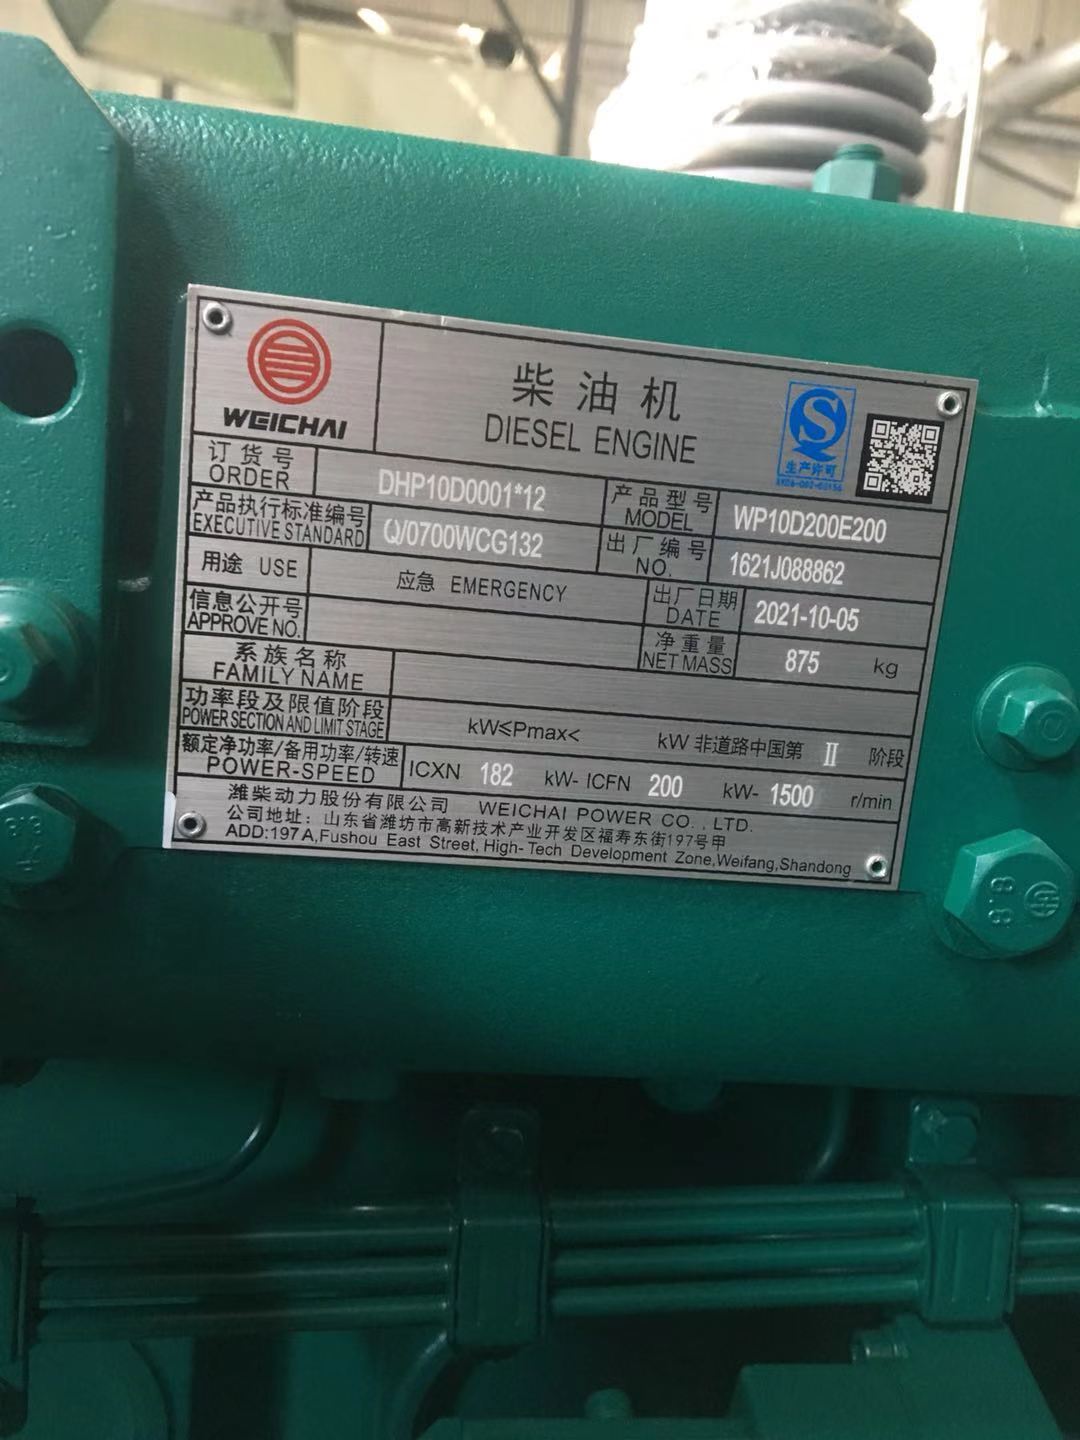 WEICHAI
柴油机
DIESEL ENGINE
生产许可
订货号
ORDER
DHP10D0001*12
产品型号
MODEL
WP10D200E200
产品执行标准编号
EXECUTIVE STANDARD
Q/0700WCG132
出厂编号
NO.
1621J088862
用途 USE
应急 EMERGENCY
出厂日期
DATE
2021-10-05
信息公开号
APPROVE NO.
净重量
NET MASS
875 kg
系族名称
FAMILY NAME
功率段及限值阶段
POWER SECTION AND LIMIT STAGE
kW≤Pmax< kW 非道路中国第 Ⅱ 阶段
额定净功率/备用功率/转速
POWER-SPEED
ICXN 182 kW- ICFN 200 kW- 1500 r/min
潍柴动力股份有限公司 WEICHAI POWER CO., LTD.
公司地址: 山东省潍坊市高新技术产业开发区福寿东街197号甲
ADD:197 A,Fushou East Street, High-Tech Development Zone,Weifang,Shandong
8.8
8.8